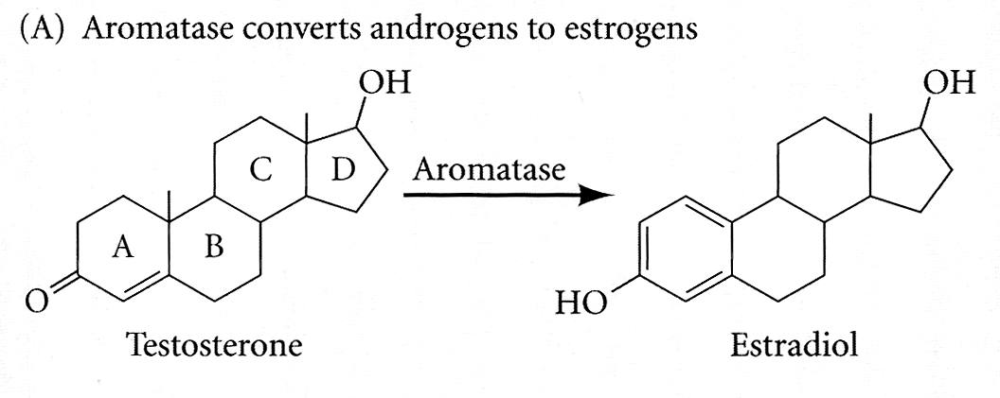 (A) Aromatase converts androgens to estrogens
OH
OH
C
D
Aromatase
A
B
O
HO
Testosterone
Estradiol